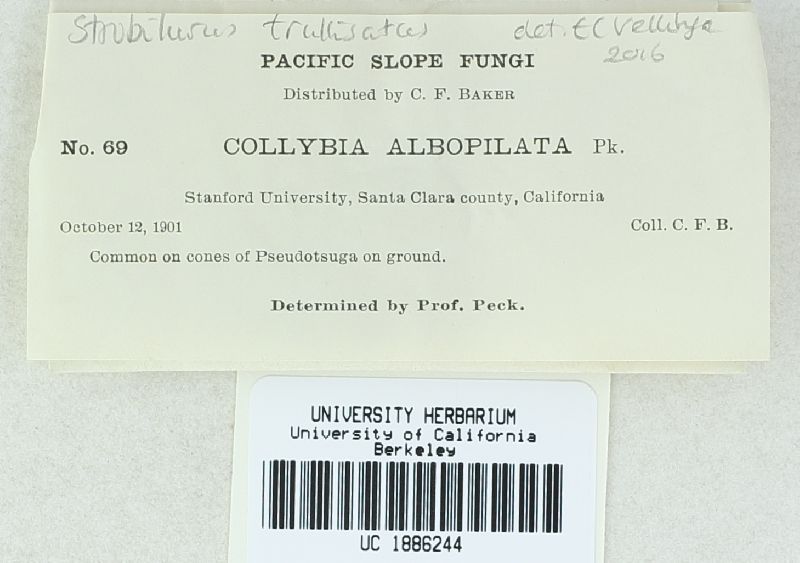 Strobilurus trullisatus det. EC Vellinga
2016
PACIFIC SLOPE FUNGI
Distributed by C. F. BAKER
No. 69 COLLYBIA ALBOPILATA Pk.
Stanford University, Santa Clara county, California
October 12, 1901 Coll. C. F. B.
Common on cones of Pseudotsuga on ground.
Determined by Prof. Peck.
UNIVERSITY HERBARIUM
University of California
Berkeley
UC 1886244